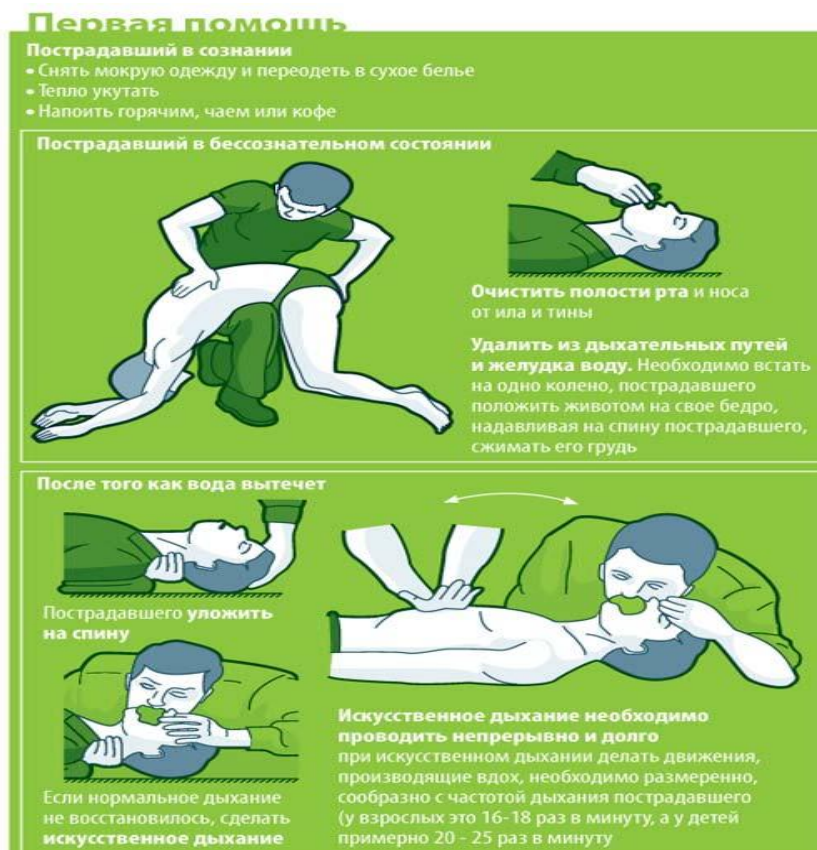 Первая помощь
Пострадавший в сознании
• Снять мокрую одежду и переодеть в сухое белье
• Тепло укутать
• Напоить горячим, чаем или кофе
Пострадавший в бессознательном состоянии
Очистить полости рта и носа
от ила и тины
Удалить из дыхательных путей
и желудка воду. Необходимо встать
на одно колено, пострадавшего
положить животом на свое бедро,
надавливая на спину пострадавшего,
сжимать его грудь
После того как вода вытечет
Пострадавшего уложить
на спину
Если нормальное дыхание
не восстановилось, сделать
искусственное дыхание
Искусственное дыхание необходимо
проводить непрерывно и долго
при искусственном дыхании делать движения,
производящие вдох, необходимо размеренно,
сообразно с частотой дыхания пострадавшего
(у взрослых это 16-18 раз в минуту, а у детей
примерно 20 - 25 раз в минуту